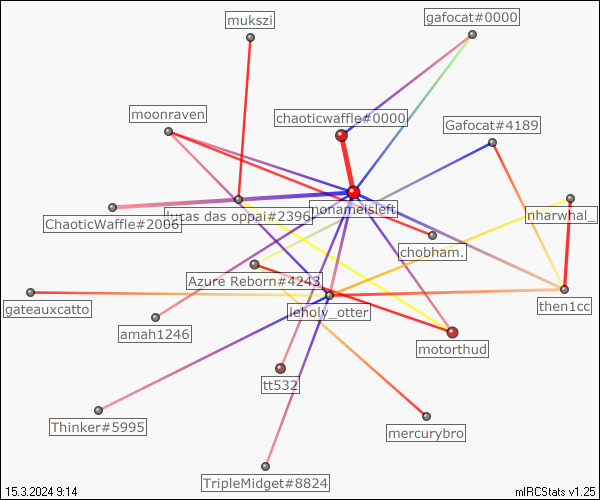 mukszi
gafocat#0000
moonraven
chaoticwaffle#0000
Gafocat#4189
ChaoticWaffle#2006
lucas das oppai#2396
nonameisleft
nharwhal_
chobham.
Azure Reborn#4243
gateauxcatto
leholy_otter
then1cc
amah1246
motorthud
tt532
Thinker#5995
mercurybro
TripleMidget#8824
15.3.2024 9:14
mIRCStats v1.25